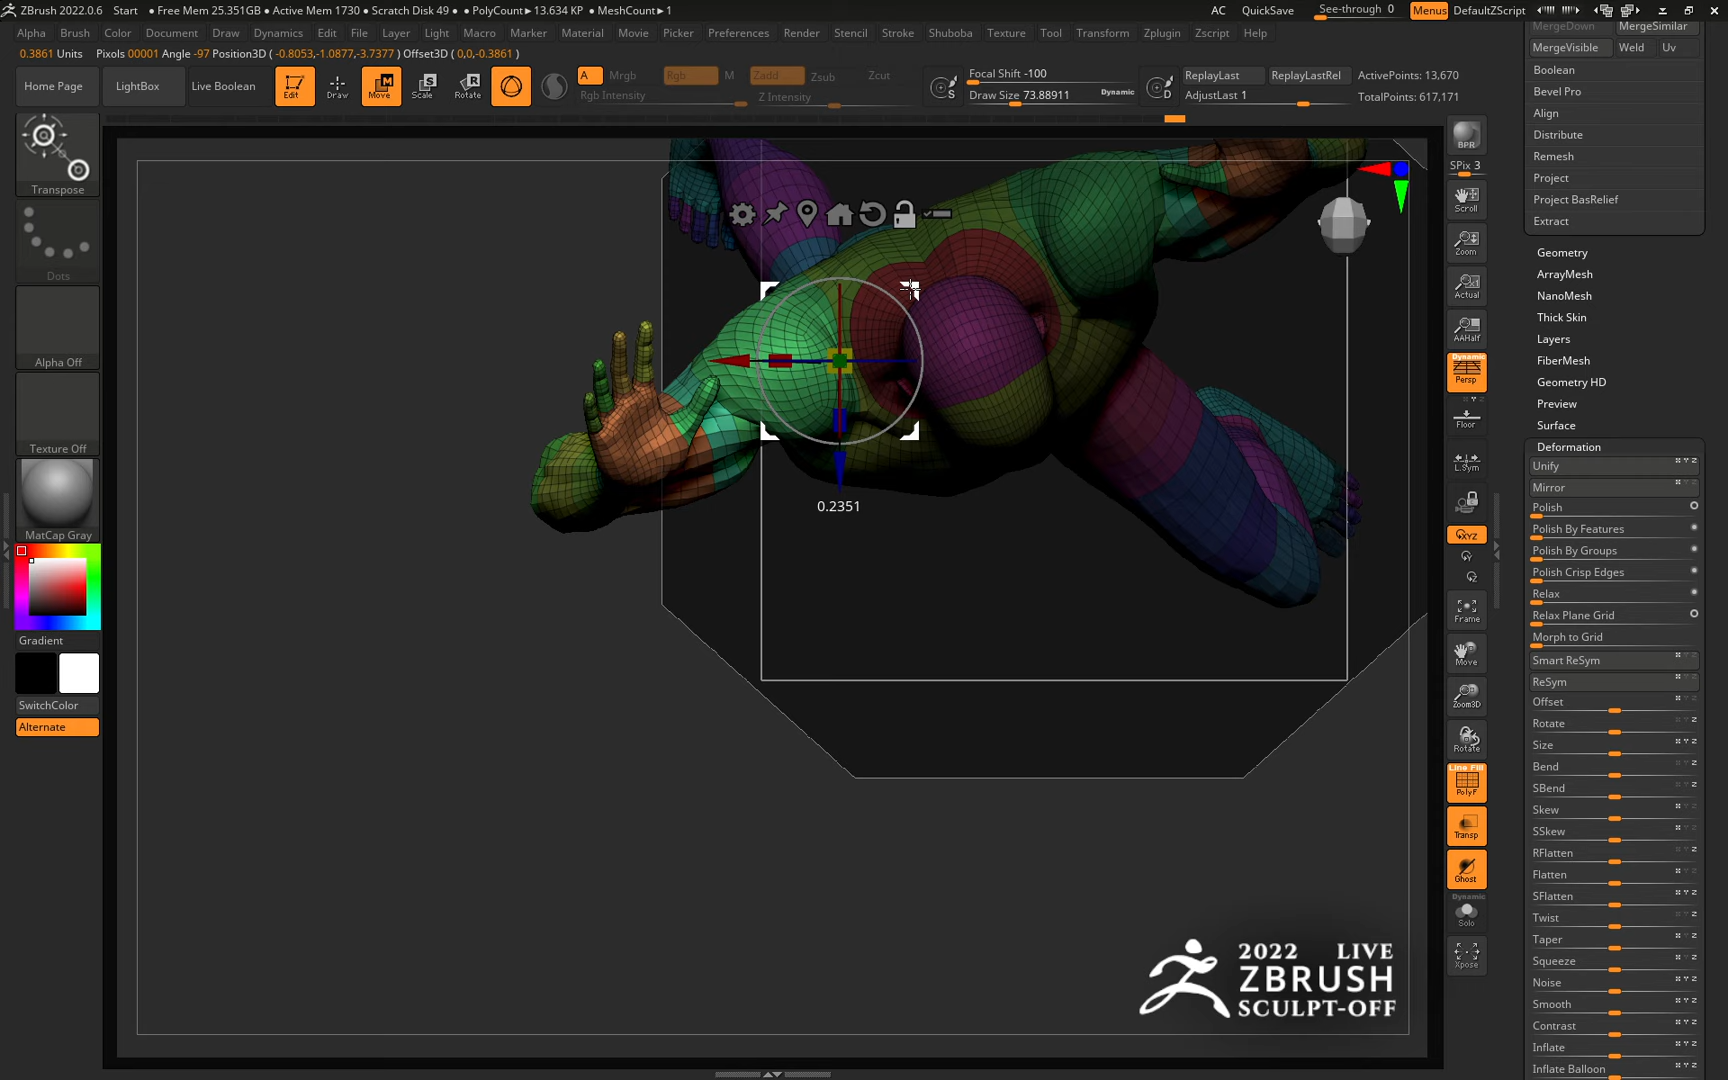 ZBrush 2022.0.6 Start • Free Mem 25.351GB • Active Mem 1730 • Scratch Disk 49 • • PolyCount▸ 13.634 KP • MeshCount▸ 1 AC QuickSave See-through 0 Menus DefaultZScript
Alpha Brush Color Document Draw Dynamics Edit File Layer Light Macro Marker Material Movie Picker Preferences Render Shuboba Stencil Stroke Texture Tool Transform Zplugin Zscript Help
0.3861 Units Pixols 00001 Angle -97 Position3D ( -0.8053,-1.0877,-3.7377 ) Offset3D ( 0,0,-0.3861 )
Home Page LightBox Live Boolean Edit Draw Move Scale Rotate
A Mrgb Rgb M Zadd Zsub Zcut
Rgb Intensity Z Intensity
S Focal Shift -100
Draw Size 73.88911 Dynamic
D ReplayLast ReplayLastRel
AdjustLast 1
ActivePoints: 13,670
TotalPoints: 617,171
Transpose
Dots
Alpha Off
Texture Off
MatCap Gray
Gradient
SwitchColor
Alternate
0.2351
2022 LIVE
ZBRUSH
SCULPT-OFF
BPR
SPix 3
Scroll
Zoom
Actual
AAHalf
Dynamic
Persp
Floor
L.Sym
XYZ
Frame
Move
Zoom3D
Rotate
Line Fill
PolyF
Transp
Ghost
Dynamic
Solo
Xpose
MergeDown MergeSimilar
MergeVisible Weld Uv
Boolean
Bevel Pro
Align
Distribute
Remesh
Project
Project BasRelief
Extract
Geometry
ArrayMesh
NanoMesh
Thick Skin
Layers
FiberMesh
Geometry HD
Preview
Surface
Deformation
Unify
Mirror
Polish
Polish By Features
Polish By Groups
Polish Crisp Edges
Relax
Relax Plane Grid
Morph to Grid
Smart ReSym
ReSym
Offset
Rotate
Size
Bend
SBend
Skew
SSkew
RFlatten
Flatten
SFlatten
Twist
Taper
Squeeze
Noise
Smooth
Contrast
Inflate
Inflate Balloon